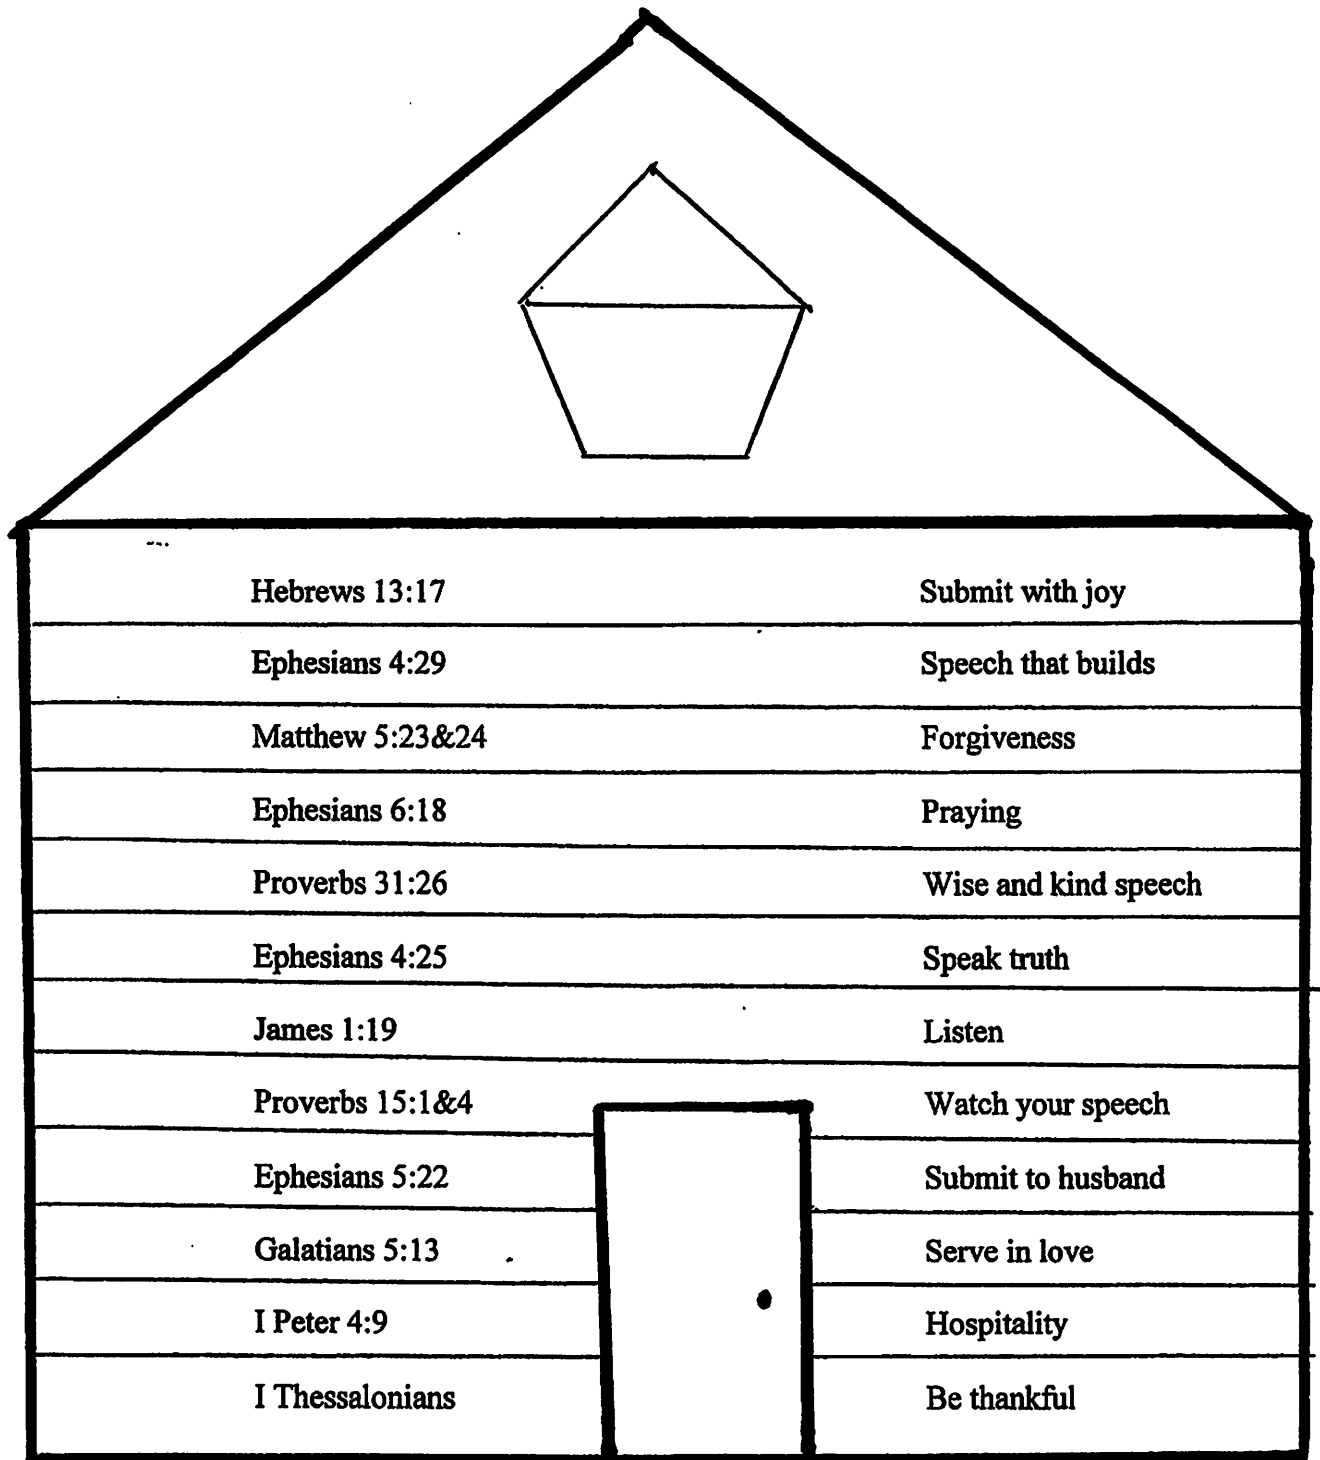 Hebrews 13:17 Submit with joy
Ephesians 4:29 Speech that builds
Matthew 5:23&24 Forgiveness
Ephesians 6:18 Praying
Proverbs 31:26 Wise and kind speech
Ephesians 4:25 Speak truth
James 1:19 Listen
Proverbs 15:1&4 Watch your speech
Ephesians 5:22 Submit to husband
Galatians 5:13 Serve in love
I Peter 4:9 Hospitality
I Thessalonians Be thankful